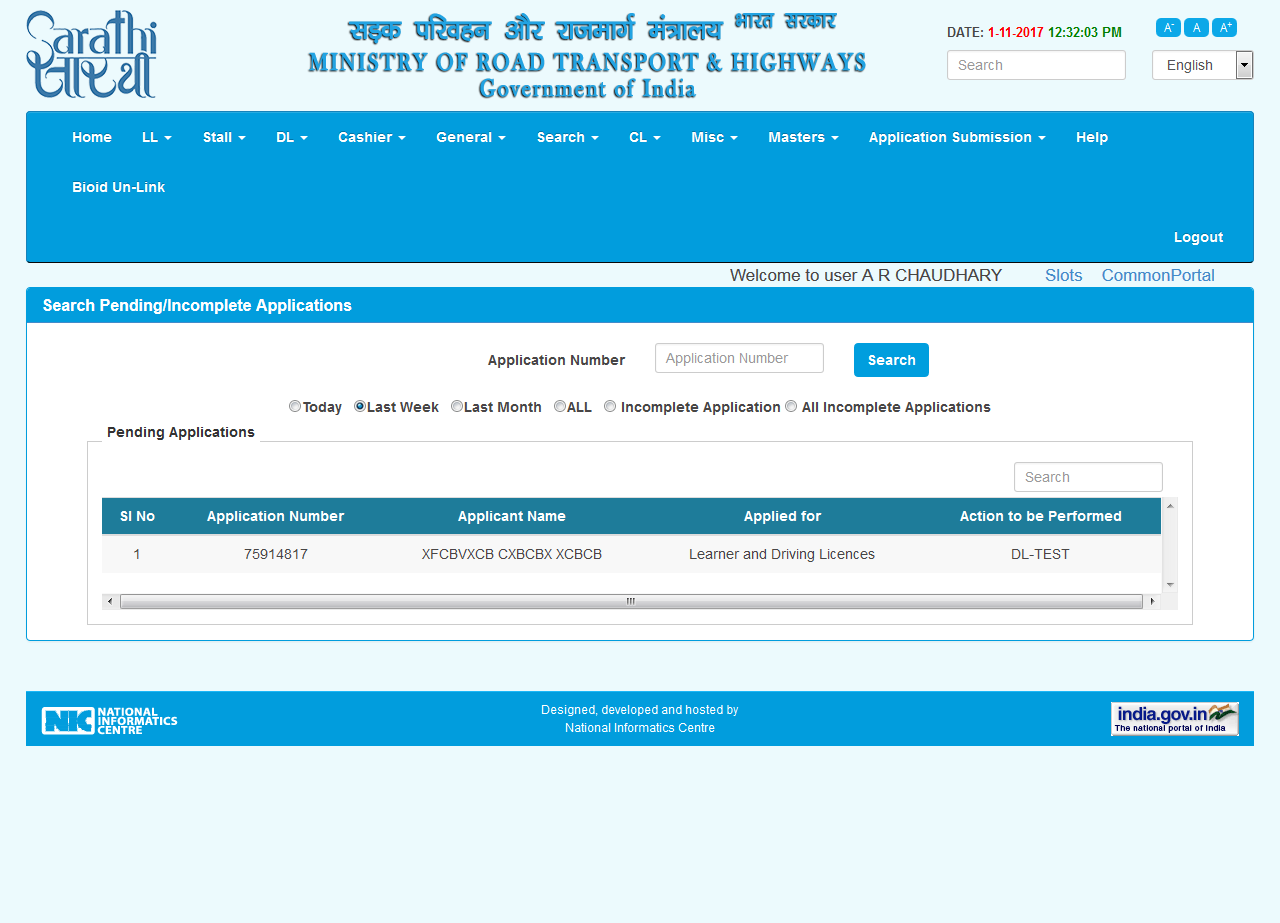 Sarathi
सारथी
सड़क परिवहन और राजमार्ग मंत्रालय भारत सरकार
MINISTRY OF ROAD TRANSPORT & HIGHWAYS
Government of India
DATE: 1-11-2017 12:32:03 PM
A- A A+
Search
English
Home LL Stall DL Cashier General Search CL Misc Masters Application Submission Help
Bioid Un-Link
Logout
Welcome to user A R CHAUDHARY Slots CommonPortal
Search Pending/Incomplete Applications
Application Number Application Number Search
Today Last Week Last Month ALL Incomplete Application All Incomplete Applications
Pending Applications
Search
Sl No Application Number Applicant Name Applied for Action to be Performed
1 75914817 XFCBVXCB CXBCBX XCBCB Learner and Driving Licences DL-TEST
NIC NATIONAL
INFORMATICS
CENTRE
Designed, developed and hosted by
National Informatics Centre
india.gov.in
The national portal of India